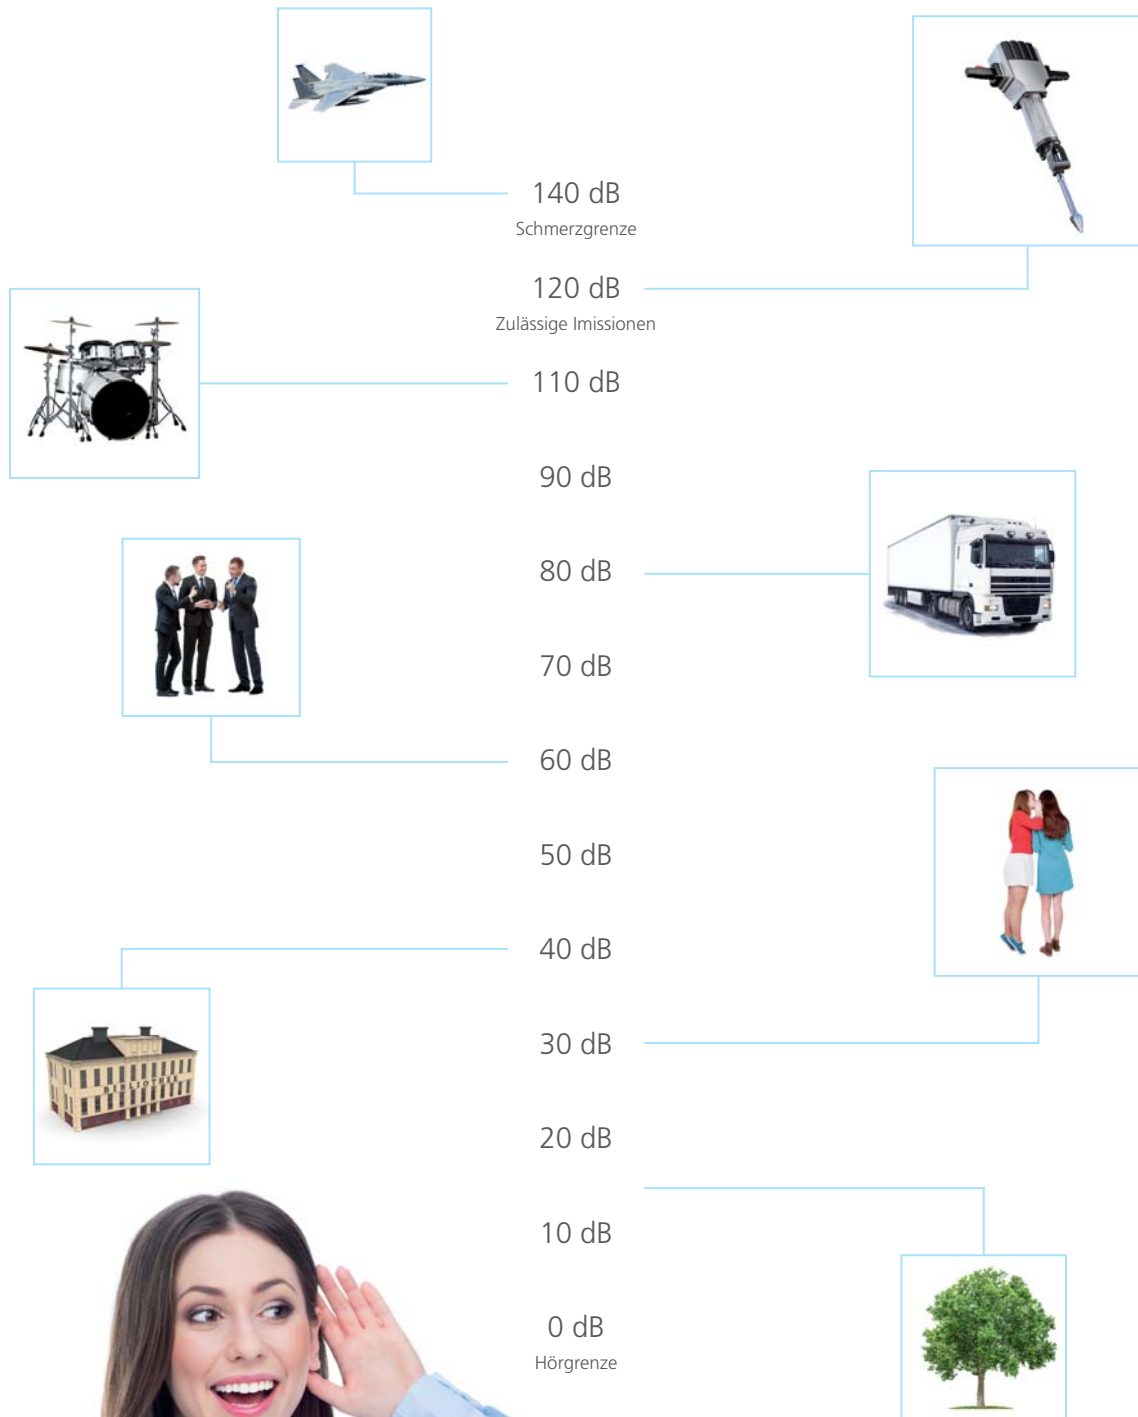 140 dB
Schmerzgrenze
120 dB
Zulässige Imissionen
110 dB
90 dB
80 dB
70 dB
60 dB
50 dB
40 dB
30 dB
BIBLIOTHEK
20 dB
10 dB
0 dB
Hörgrenze